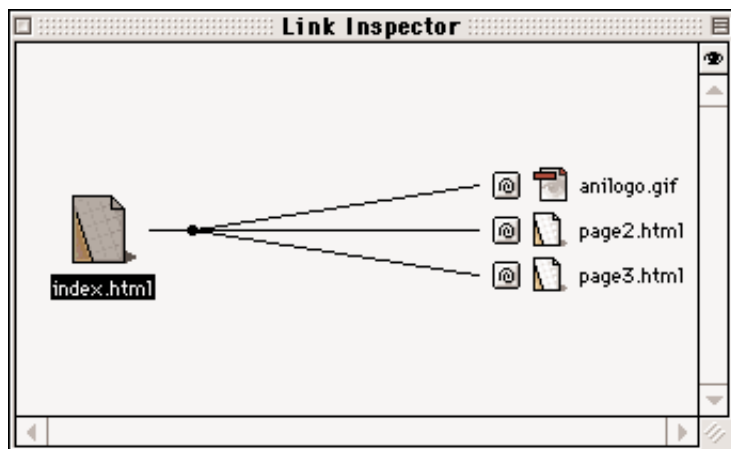 Link Inspector
anilogo.gif
page2.html
page3.html
index.html